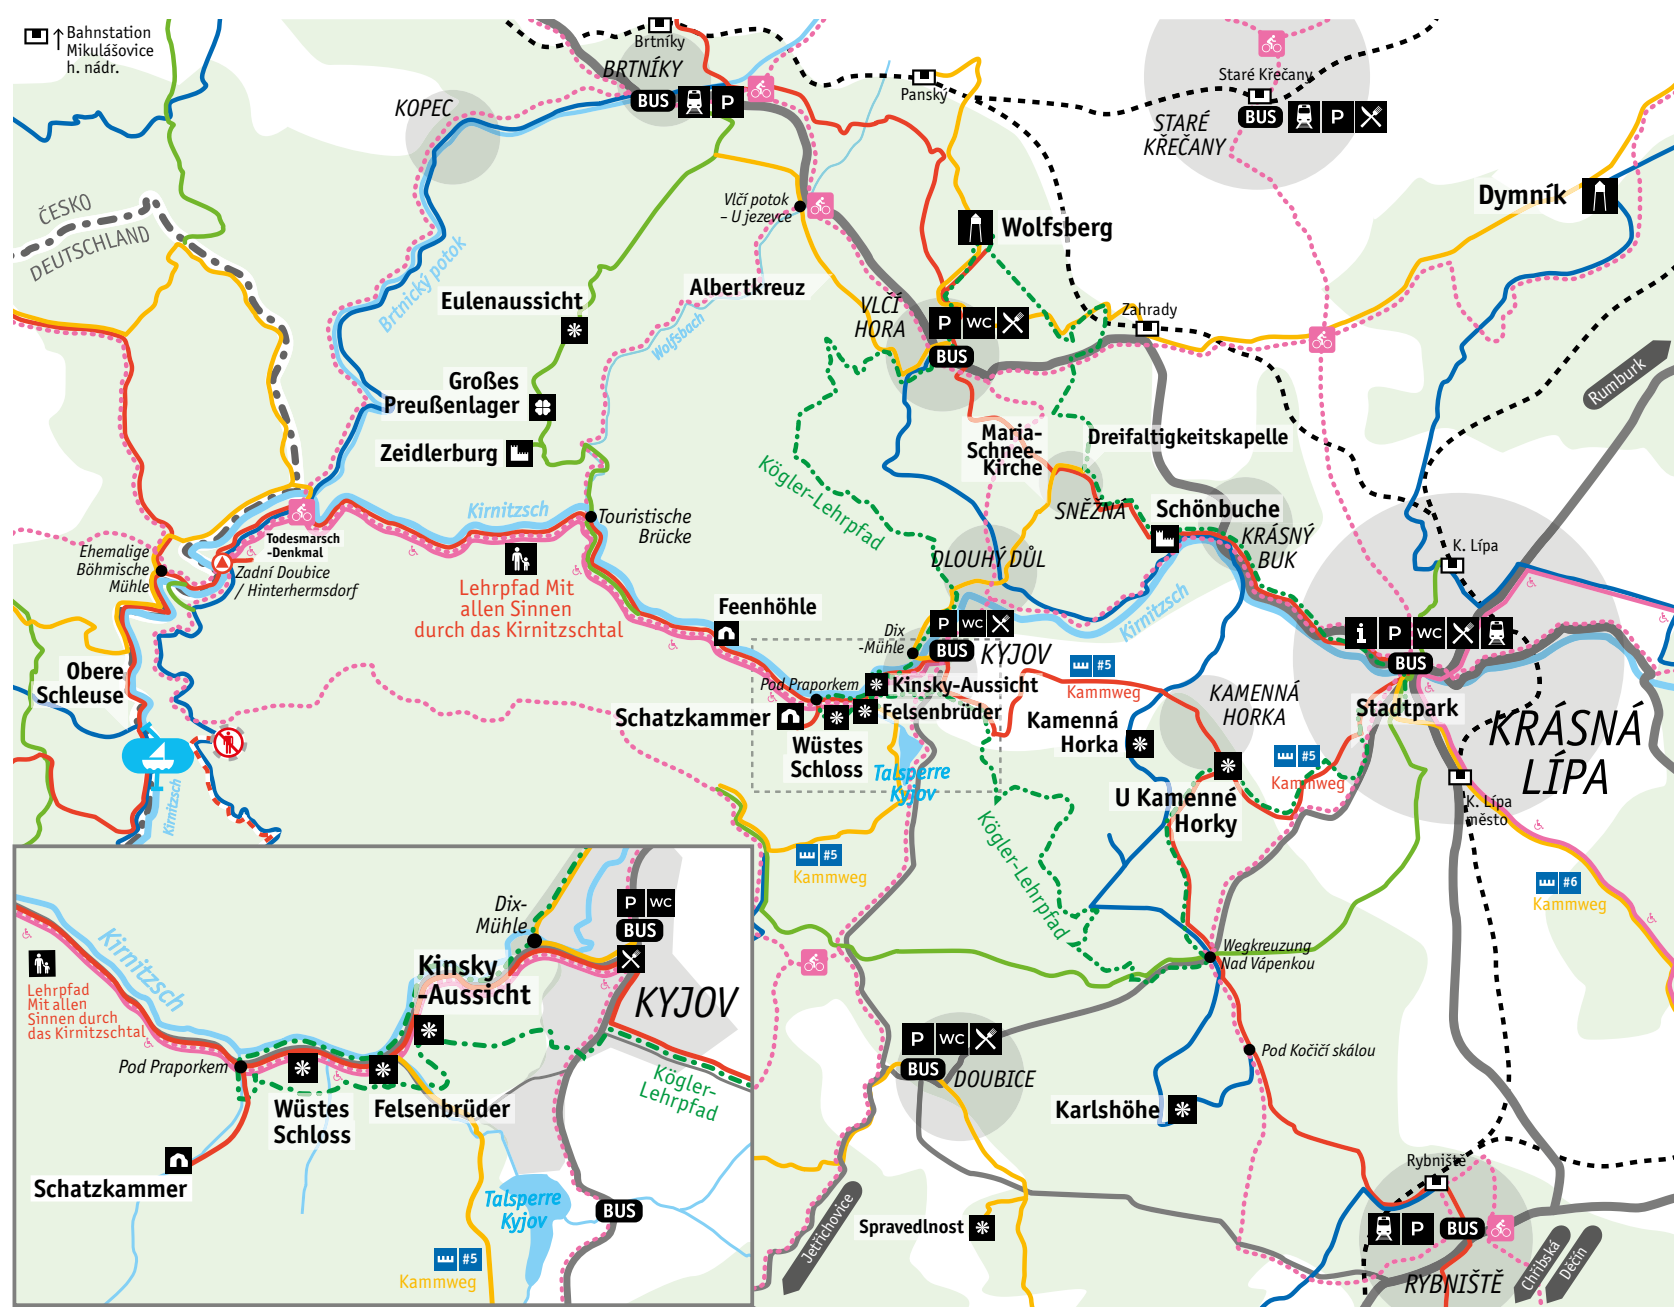 Bahnstation
Mikulášovice
h. nádr.
Brtníky
BRTNÍKY
BUS
P
KOPEC
Panský
Staré Křečany
BUS
P
STARÉ
KŘEČANY
Dymník
ČESKO
DEUTSCHLAND
Vlčí potok
– U jezevce
Wolfsberg
Brtnický potok
Albertkreuz
Eulenaussicht
VLČÍ
HORA
P
WC
BUS
Zahrady
Wolfsbach
Rumburk
Großes
Preußenlager
Zeidlerburg
Maria-
Schnee-
Kirche
Dreifaltigkeitskapelle
Kögler-Lehrpfad
SNĚŽNÁ
Schönbuche
KRÁSNÝ
BUK
Kirnitzsch
Touristische
Brücke
Todesmarsch
-Denkmal
Ehemalige
Böhmische
Mühle
Zadní Doubice
/ Hinterhermsdorf
Lehrpfad Mit
allen Sinnen
durch das Kirnitzschtal
DLOUHÝ DŮL
K. Lípa
Feenhöhle
P
WC
BUS
Dix
-Mühle
KYJOV
Kirnitzsch
i
P
WC
BUS
Stadtpark
KRÁSNÁ
LÍPA
Obere
Schleuse
Pod Praporkem
Kinsky-Aussicht
Felsenbrüder
Schatzkammer
Wüstes
Schloss
Talsperre
Kyjov
#5
Kammweg
KAMENNÁ
HORKA
Kamenná
Horka
#5
Kammweg
U Kamenné
Horky
K. Lípa
město
Kirnitzsch
#5
Kammweg
Kögler-Lehrpfad
#6
Kammweg
Wegkreuzung
Nad Vápenkou
P
WC
BUS
DOUBICE
Pod Kočičí skálou
Karlshöhe
Spravedlnost
Jetřichovice
Rybniště
P
BUS
RYBNIŠTĚ
Chřibská
Děčín
Dix-
Mühle
P
WC
BUS
Kirnitzsch
Kinsky
-Aussicht
KYJOV
Lehrpfad
Mit allen
Sinnen durch
das Kirnitzschtal
Pod Praporkem
Wüstes
Schloss
Felsenbrüder
Kögler-
Lehrpfad
Schatzkammer
Talsperre
Kyjov
BUS
#5
Kammweg